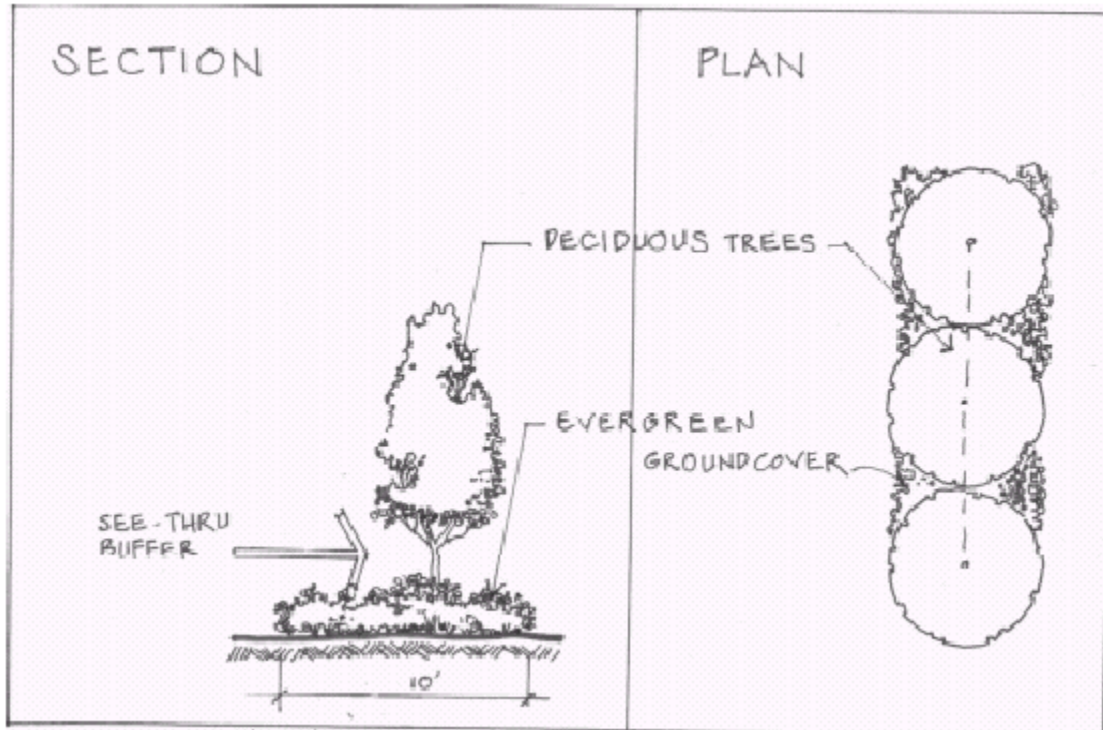 SECTION
PLAN
DECIDUOUS TREES
EVERGREEN
GROUNDCOVER
SEE-THRU
BUFFER
10'